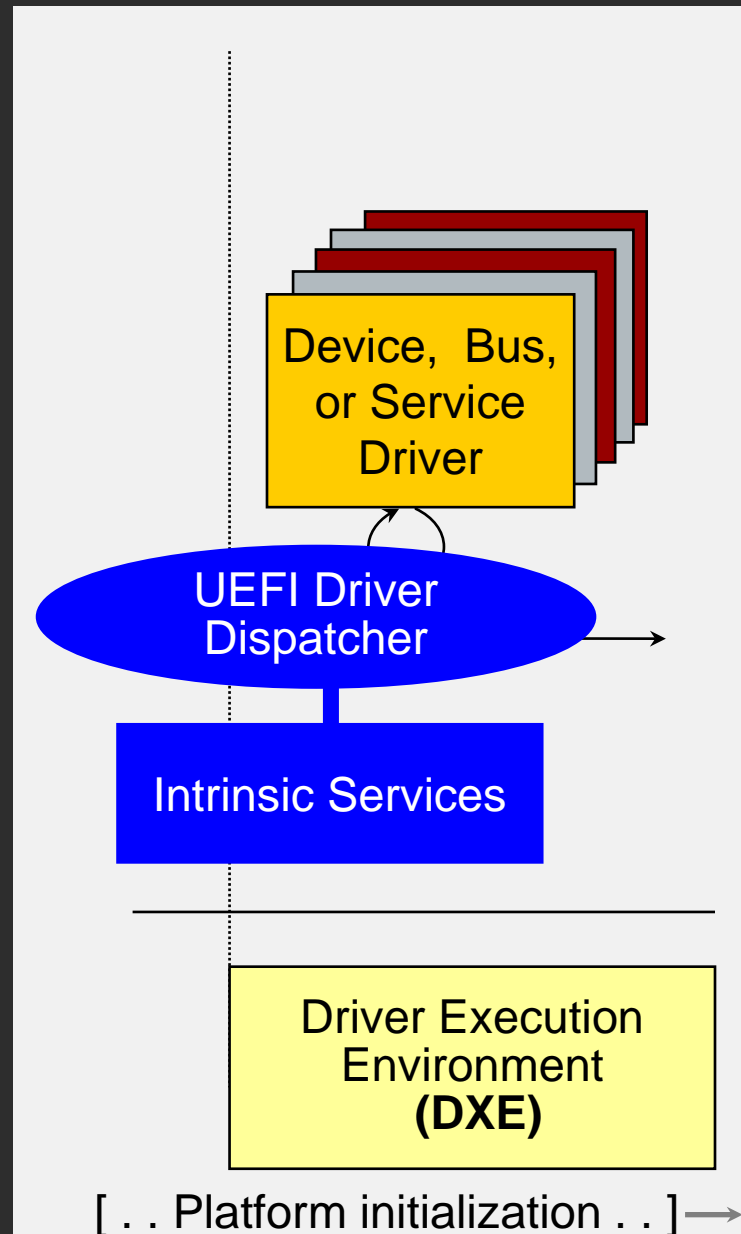 Device,  Bus,
or Service
Driver
UEFI Driver
Dispatcher
Intrinsic Services
Driver Execution
Environment
(DXE)
[ . . Platform initialization . . ]